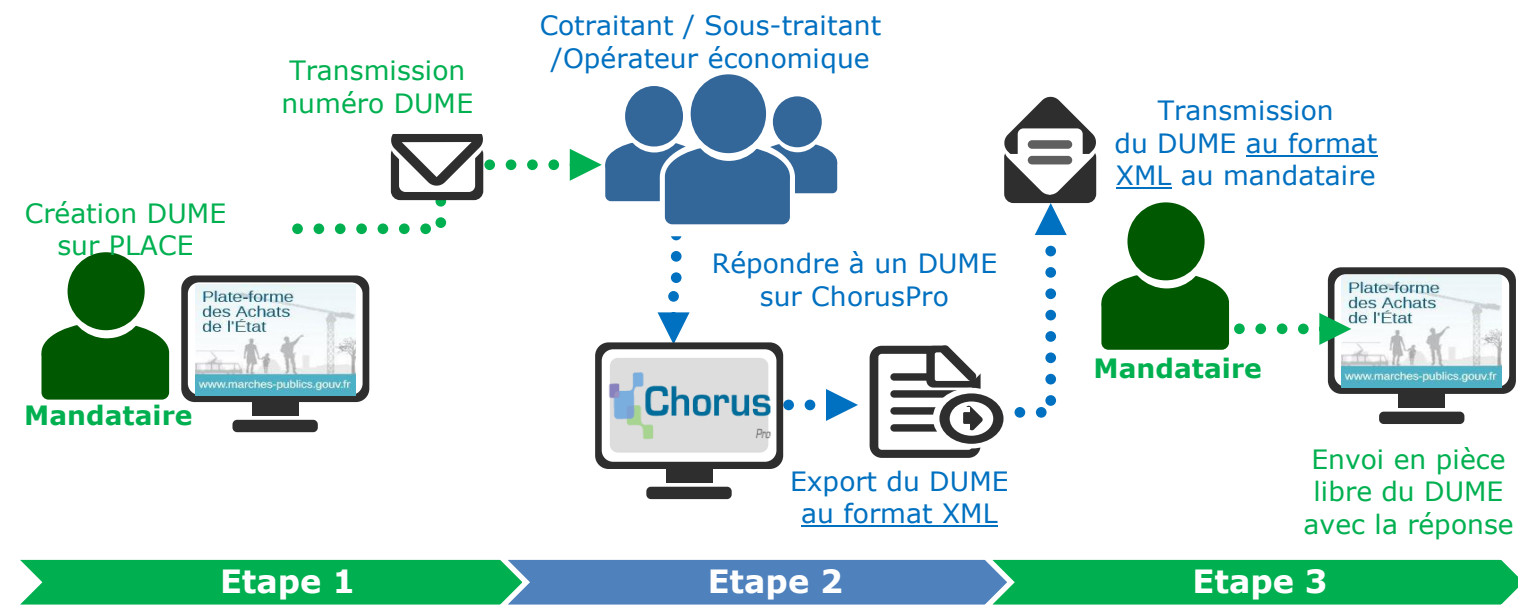 Cotraitant / Sous-traitant
/Opérateur économique
Transmission
numéro DUME
Transmission
du DUME au format
XML au mandataire
Création DUME
sur PLACE
Plate-forme
des Achats
de l'État
www.marches-publics.gouv.fr
Mandataire
Répondre à un DUME
sur ChorusPro
Chorus
Pro
Export du DUME
au format XML
Mandataire
Plate-forme
des Achats
de l'État
www.marches-publics.gouv.fr
Envoi en pièce
libre du DUME
avec la réponse
Etape 1
Etape 2
Etape 3